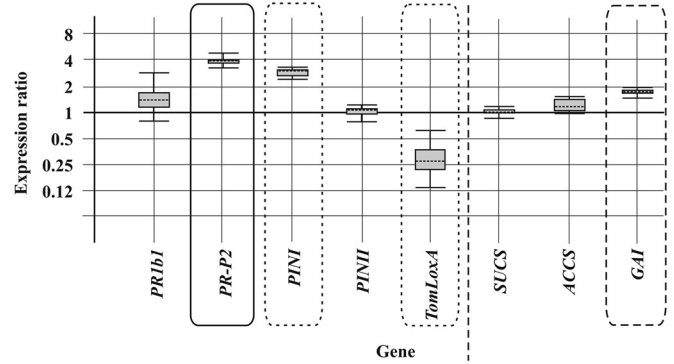 8
4
2
1
0.5
0.25
0.12
Expression ratio
PR1b1
PR-P2
PINI
PINII
TomLoxA
SUCS
ACCS
GAI
Gene